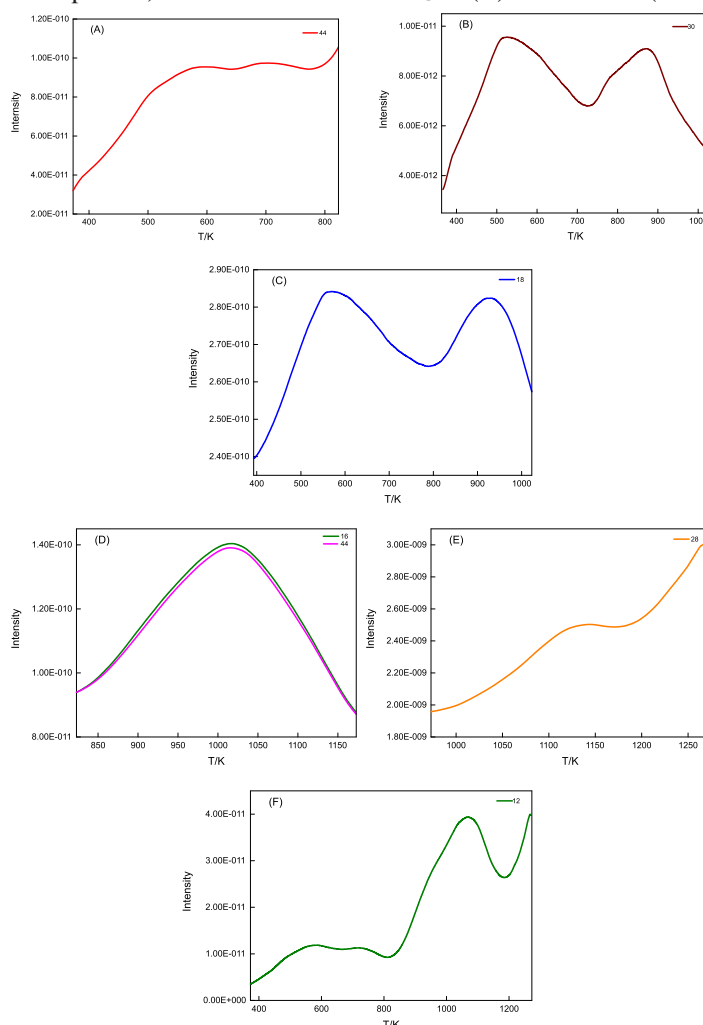 (A)
44
1.20E-010
1.00E-010
8.00E-011
6.00E-011
4.00E-011
2.00E-011
Internsity
400 500 600 700 800
T/K
(B)
30
1.00E-011
8.00E-012
6.00E-012
4.00E-012
Intensity
400 500 600 700 800 900
T/K
(C)
18
2.90E-010
2.80E-010
2.70E-010
2.60E-010
2.50E-010
2.40E-010
Intensity
400 500 600 700 800 900 1000
T/K
(D)
16
44
1.40E-010
1.20E-010
1.00E-010
8.00E-011
Intensity
850 900 950 1000 1050 1100 1150
T/K
(E)
28
3.00E-009
2.80E-009
2.60E-009
2.40E-009
2.20E-009
2.00E-009
1.80E-009
Intensity
1000 1050 1100 1150 1200 1250
T/K
(F)
12
4.00E-011
3.00E-011
2.00E-011
1.00E-011
0.00E+000
Intensity
400 600 800 1000 1200
T/K